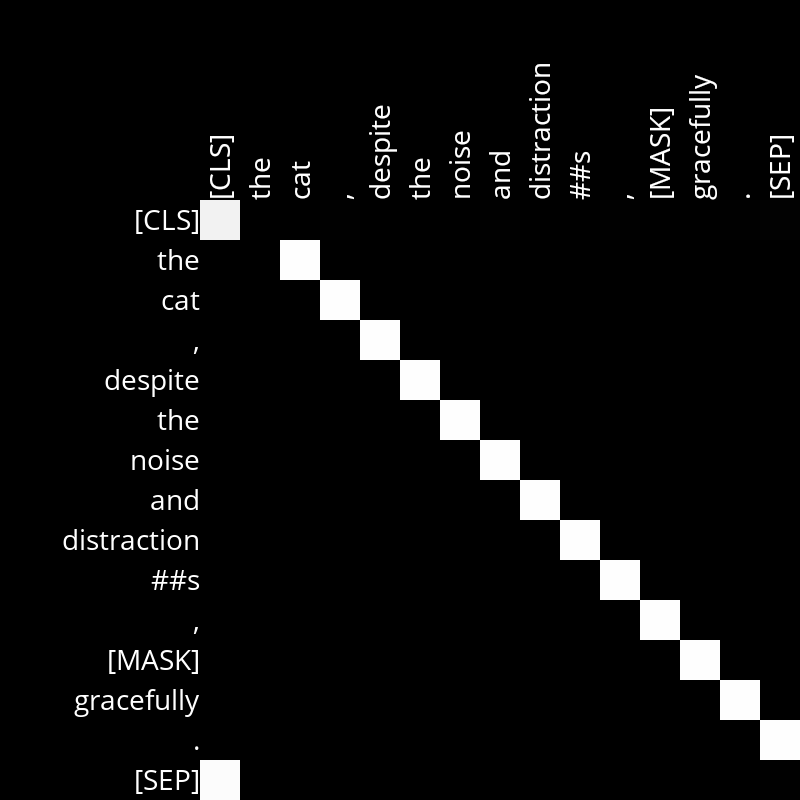 [CLS]
the
cat
,
despite
the
noise
and
distraction
##s
,
[MASK]
gracefully
.
[SEP]
[CLS]
the
cat
,
despite
the
noise
and
distraction
##s
,
[MASK]
gracefully
.
[SEP]